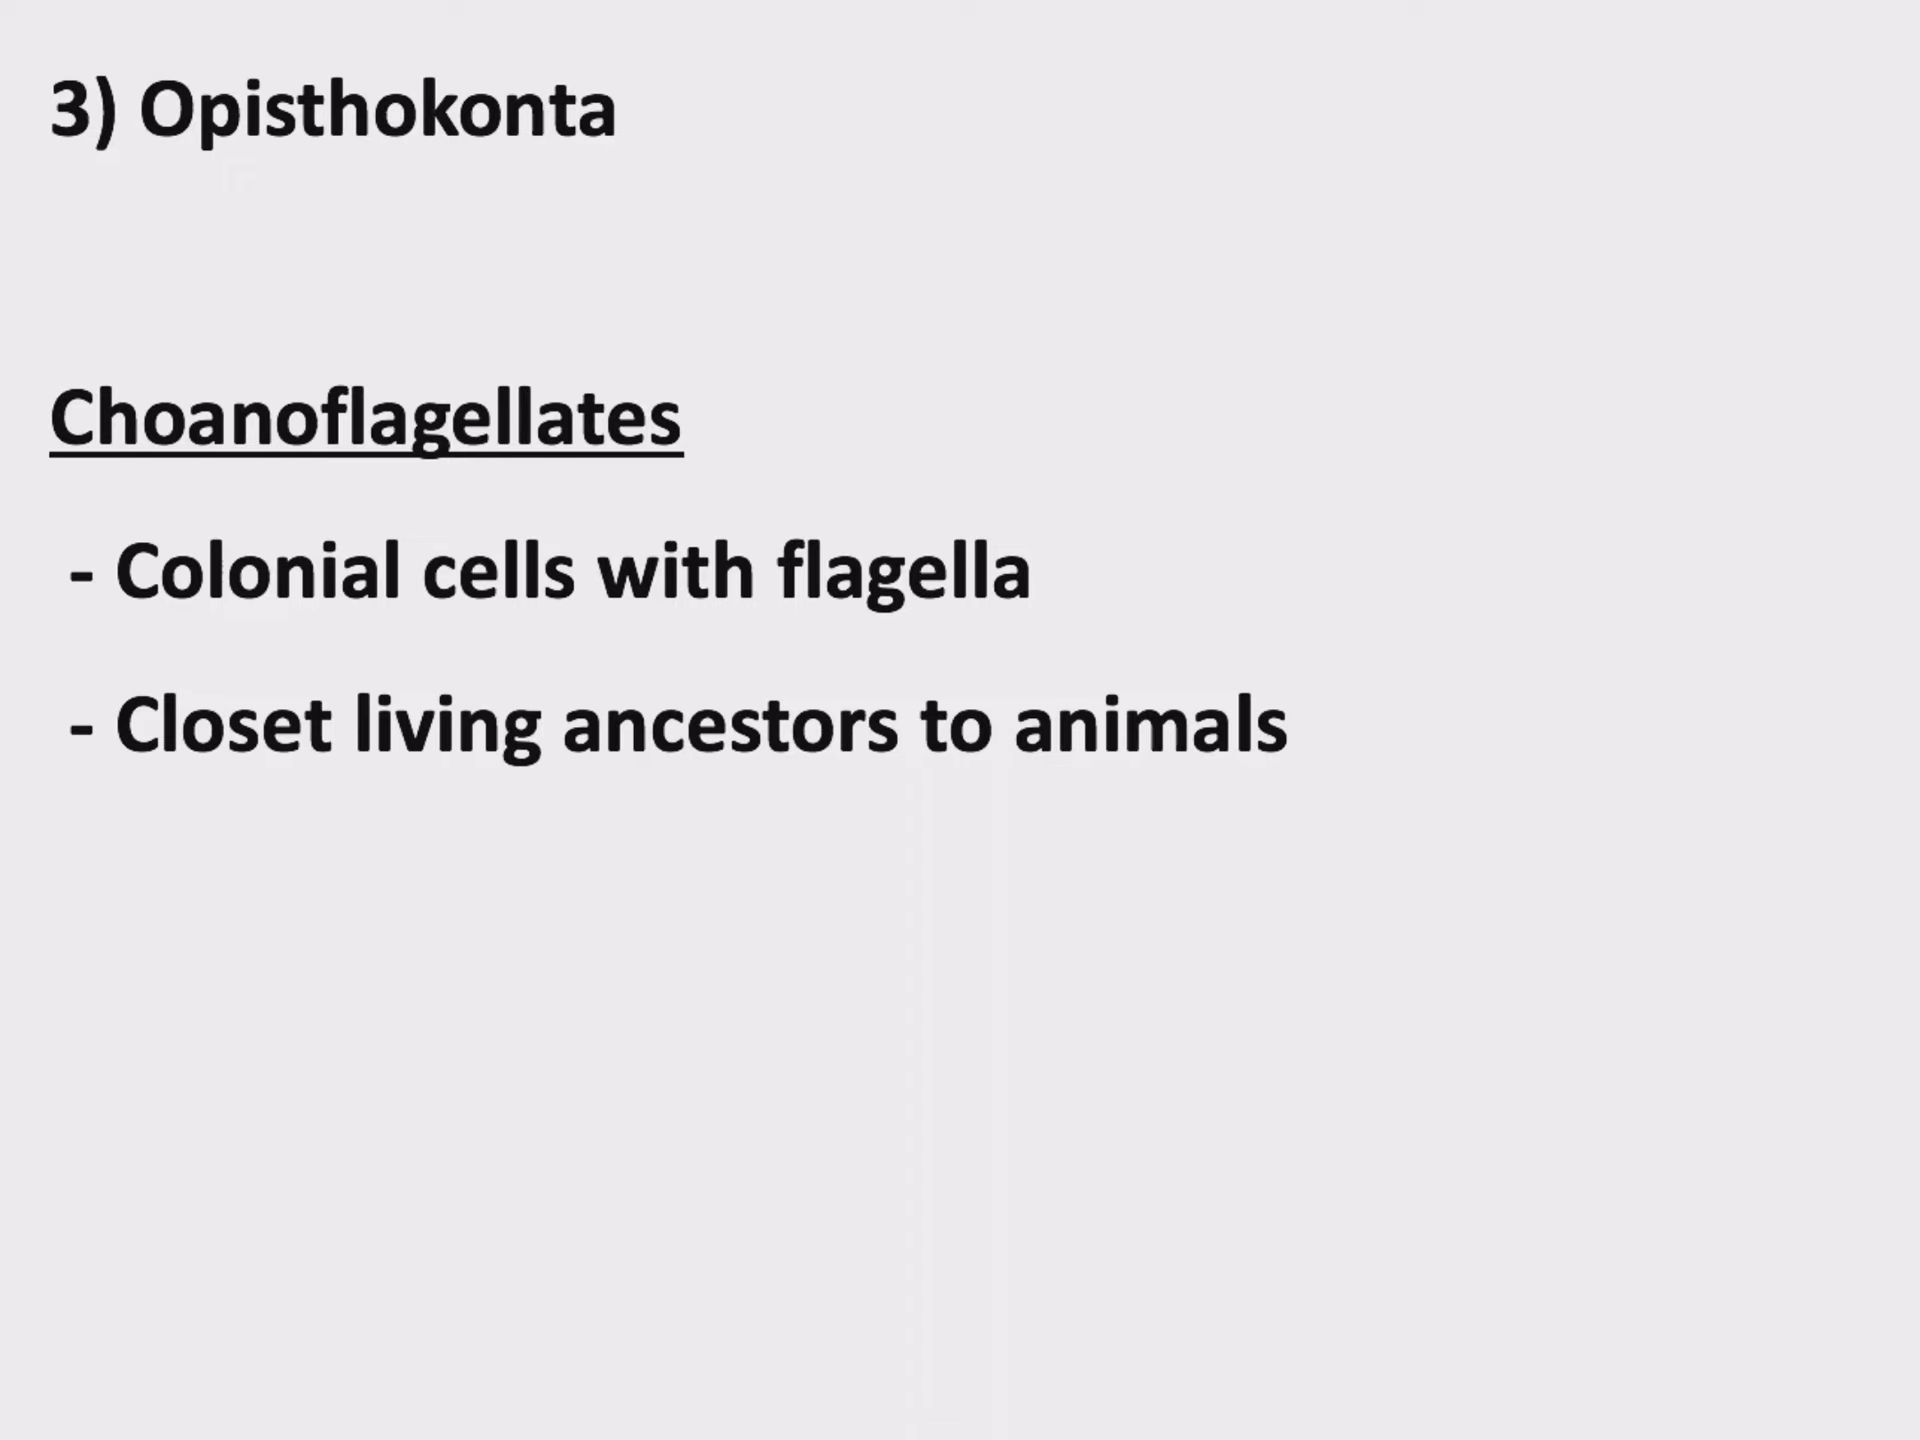 3) Opisthokonta
Choanoflagellates
- Colonial cells with flagella
- Closet living ancestors to animals